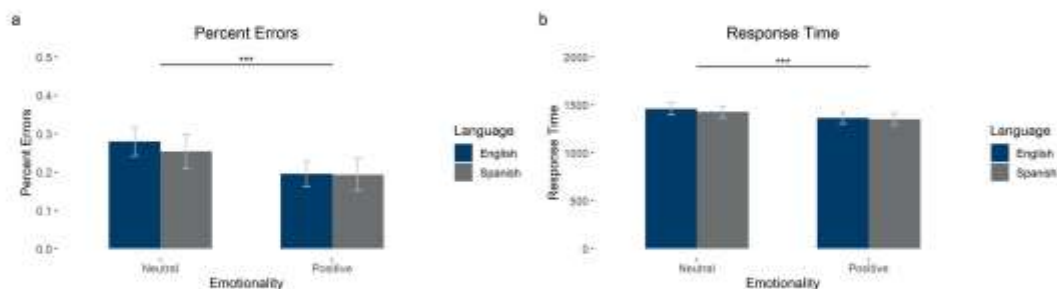 a
Percent Errors
0.5
0.4
0.3
0.2
0.1
0.0
Percent Errors
***
Neutral
Positive
Emotionality
Language
English
Spanish
b
Response Time
2000
1500
1000
500
0
Response Time
***
Neutral
Positive
Emotionality
Language
English
Spanish